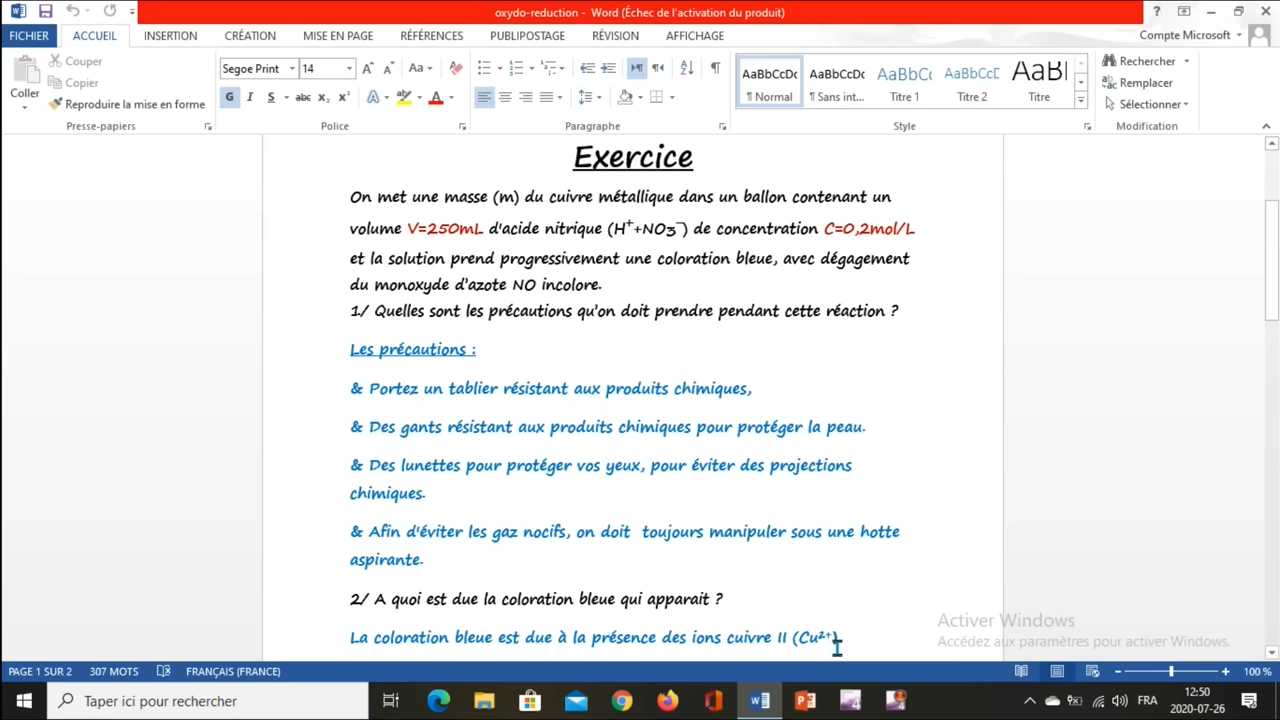 oxydo-reduction - Word (Échec de l'activation du produit)
FICHIER ACCUEIL INSERTION CRÉATION MISE EN PAGE RÉFÉRENCES PUBLIPOSTAGE RÉVISION AFFICHAGE Compte Microsoft
Coller
Couper
Copier
Reproduire la mise en forme
Presse-papiers
Segoe Print 14
Police
Paragraphe
AaBbCcDc AaBbCcDc AaBbCc AaBbCcD AaBbl
¶ Normal ¶ Sans int... Titre 1 Titre 2 Titre
Style
Rechercher
Remplacer
Sélectionner
Modification
Exercice
On met une masse (m) du cuivre métallique dans un ballon contenant un
volume V=250mL d'acide nitrique (H⁺+NO₃⁻) de concentration C=0,2mol/L
et la solution prend progressivement une coloration bleue, avec dégagement
du monoxyde d'azote NO incolore.
1/ Quelles sont les précautions qu'on doit prendre pendant cette réaction ?
Les précautions :
& Portez un tablier résistant aux produits chimiques,
& Des gants résistant aux produits chimiques pour protéger la peau.
& Des lunettes pour protéger vos yeux, pour éviter des projections
chimiques.
& Afin d'éviter les gaz nocifs, on doit toujours manipuler sous une hotte
aspirante.
2/ A quoi est due la coloration bleue qui apparait ?
La coloration bleue est due à la présence des ions cuivre II (Cu²⁺)
Activer Windows
Accédez aux paramètres pour activer Windows.
PAGE 1 SUR 2 307 MOTS FRANÇAIS (FRANCE) 100 %
Taper ici pour rechercher
FRA
12:50
2020-07-26